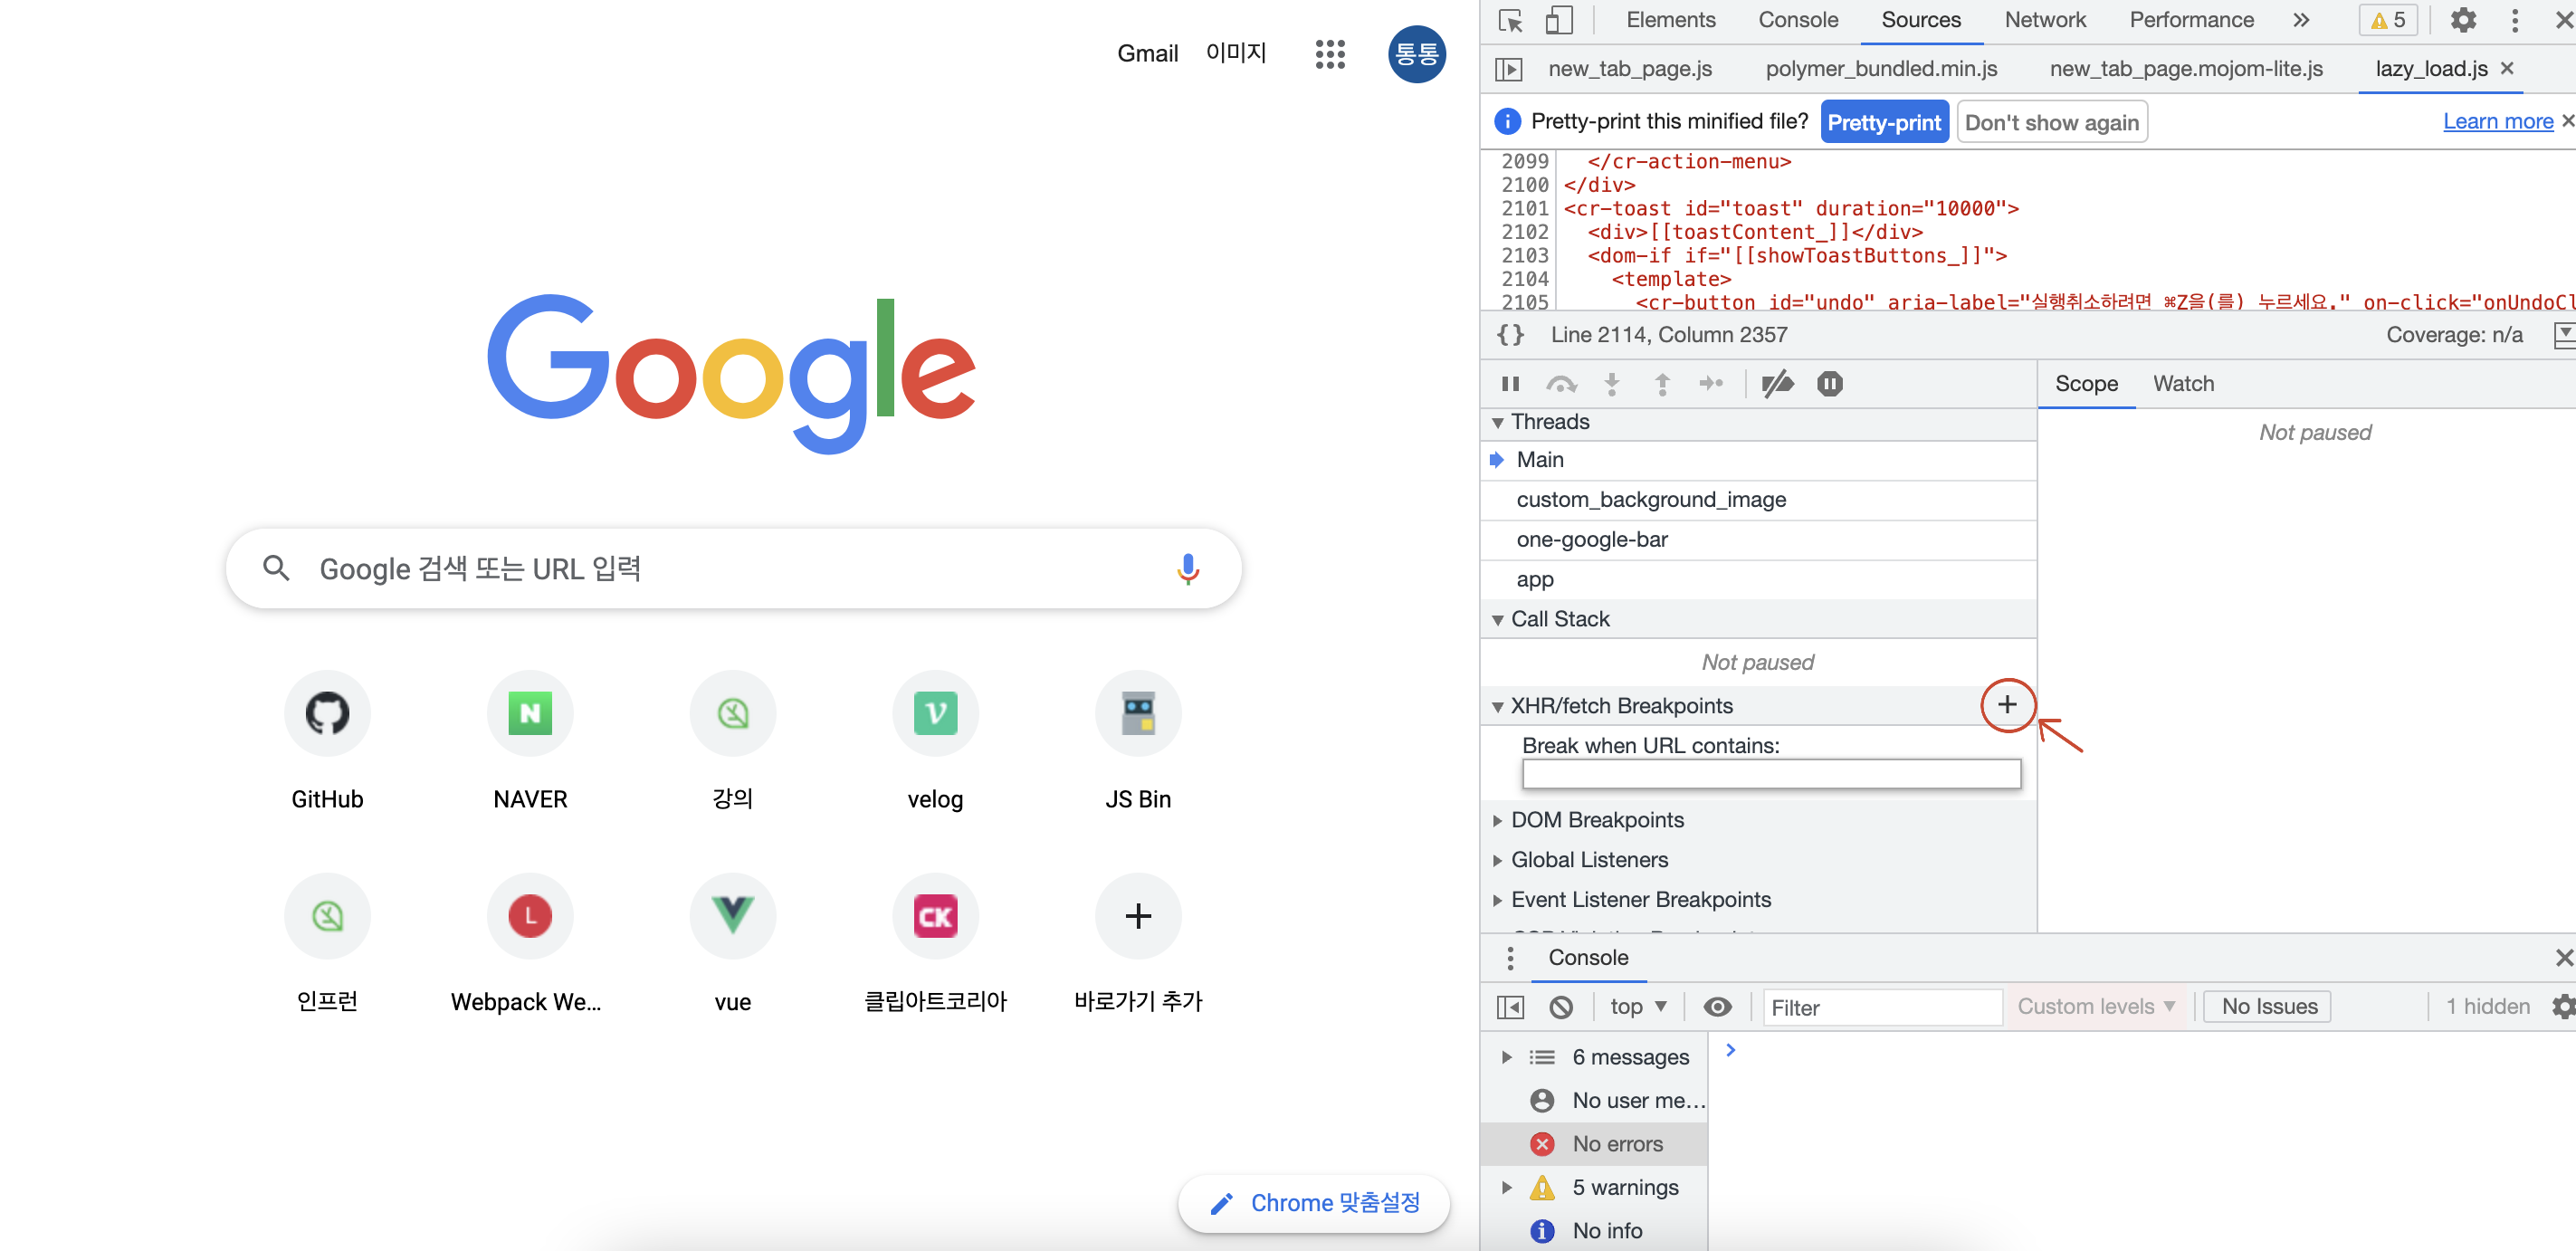 Gmail
이미지
통통
Google
Google 검색 또는 URL 입력
GitHub
NAVER
강의
velog
JS Bin
인프런
Webpack We...
vue
클립아트코리아
바로가기 추가
N
V
L
CK
Chrome 맞춤설정
Elements
Console
Sources
Network
Performance
»
5
new_tab_page.js
polymer_bundled.min.js
new_tab_page.mojom-lite.js
lazy_load.js
Pretty-print this minified file?
Pretty-print
Don't show again
Learn more
2099 </cr-action-menu>
2100 </div>
2101 <cr-toast id="toast" duration="10000">
2102 <div>[[toastContent_]]</div>
2103 <dom-if if="[[showToastButtons_]]">
2104 <template>
2105 <cr-button id="undo" aria-label="실행취소하려면 ⌘Z을(를) 누르세요." on-click="onUndoCl
{} Line 2114, Column 2357
Coverage: n/a
Scope
Watch
Not paused
Threads
Main
custom_background_image
one-google-bar
app
Call Stack
Not paused
XHR/fetch Breakpoints
Break when URL contains:
DOM Breakpoints
Global Listeners
Event Listener Breakpoints
Console
top
Filter
Custom levels
No Issues
1 hidden
6 messages
No user me...
No errors
5 warnings
No info